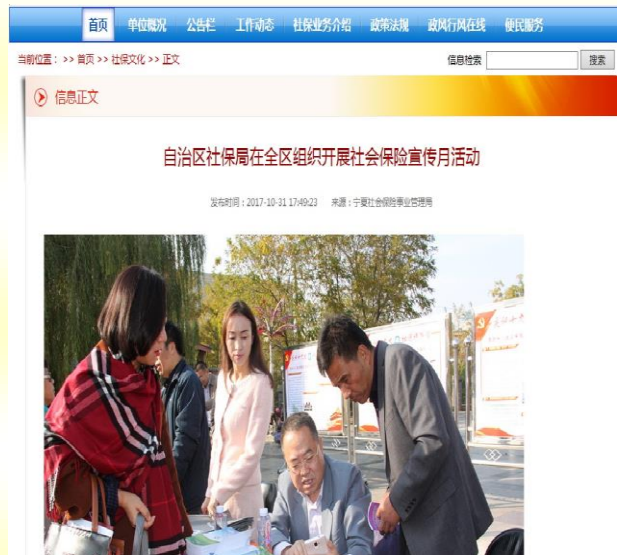 首页 单位概况 公告栏 工作动态 社保业务介绍 政策法规 政风行风在线 便民服务
当前位置： >> 首页 >> 社保文化 >> 正文 信息检索 搜索
信息正文
自治区社保局在全区组织开展社会保险宣传月活动
发布时间：2017-10-31 17:49:23 来源：宁夏社会保险事业管理局